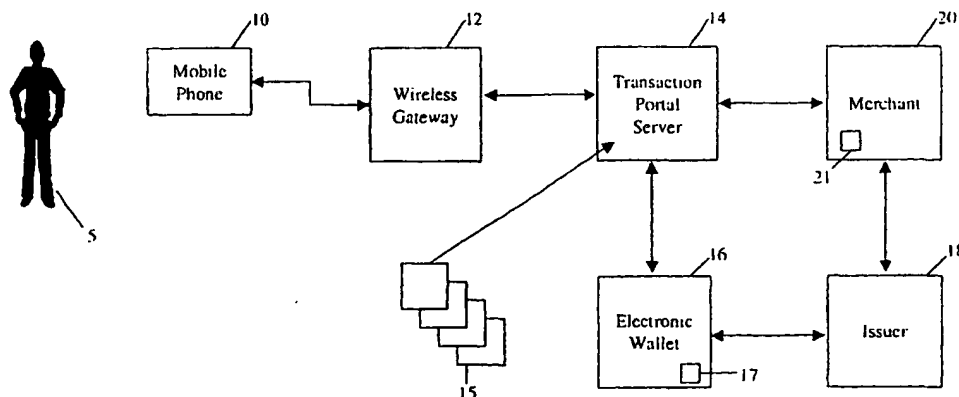 10
12
14
20
Mobile
Phone
Wireless
Gateway
Transaction
Portal
Server
Merchant
21
5
16
18
Electronic
Wallet
Issuer
15
17